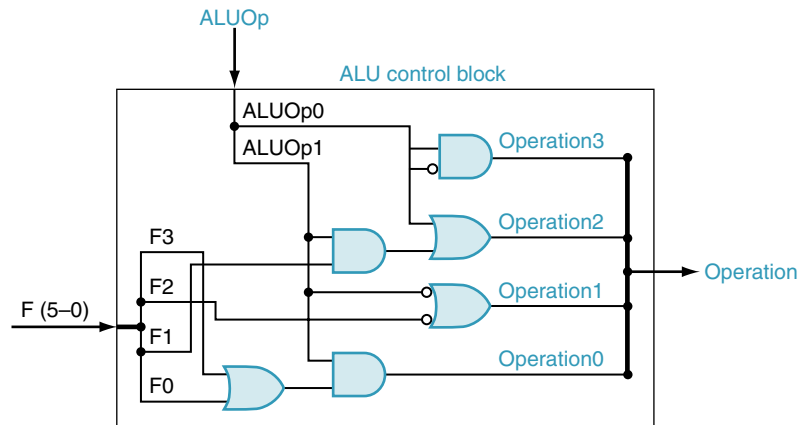 ALUOp
ALU control block
ALUOp0
ALUOp1
Operation3
Operation2
F3
F2
F (5–0)
F1
F0
Operation1
Operation0
Operation